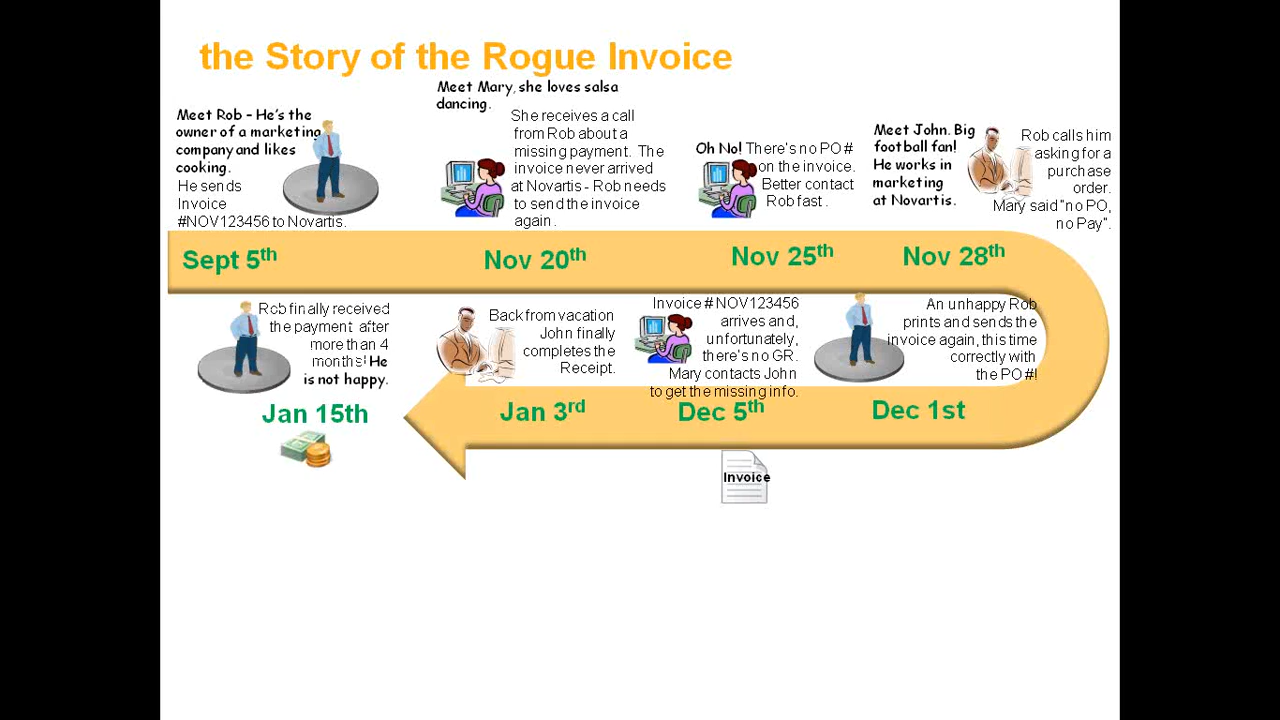 the Story of the Rogue Invoice
Meet Rob – He's the
owner of a marketing
company and likes
cooking.
He sends
Invoice
#NOV123456 to Novartis.
Meet Mary, she loves salsa
dancing.
She receives a call
from Rob about a
missing payment. The
invoice never arrived
at Novartis - Rob needs
to send the invoice
again.
Oh No! There's no PO #
on the invoice.
Better contact
Rob fast.
Meet John. Big
football fan!
He works in
marketing
at Novartis.
Rob calls him
asking for a
purchase
order.
Mary said "no PO,
no Pay".
Sept 5th
Nov 20th
Nov 25th
Nov 28th
Rob finally received
the payment after
more than 4
months! He
is not happy.
Back from vacation
John finally
completes the
Receipt.
Invoice # NOV123456
arrives and,
unfortunately,
there's no GR.
Mary contacts John
to get the missing info.
An unhappy Rob
prints and sends the
invoice again, this time
correctly with
the PO #!
Jan 15th
Jan 3rd
Dec 5th
Dec 1st
Invoice